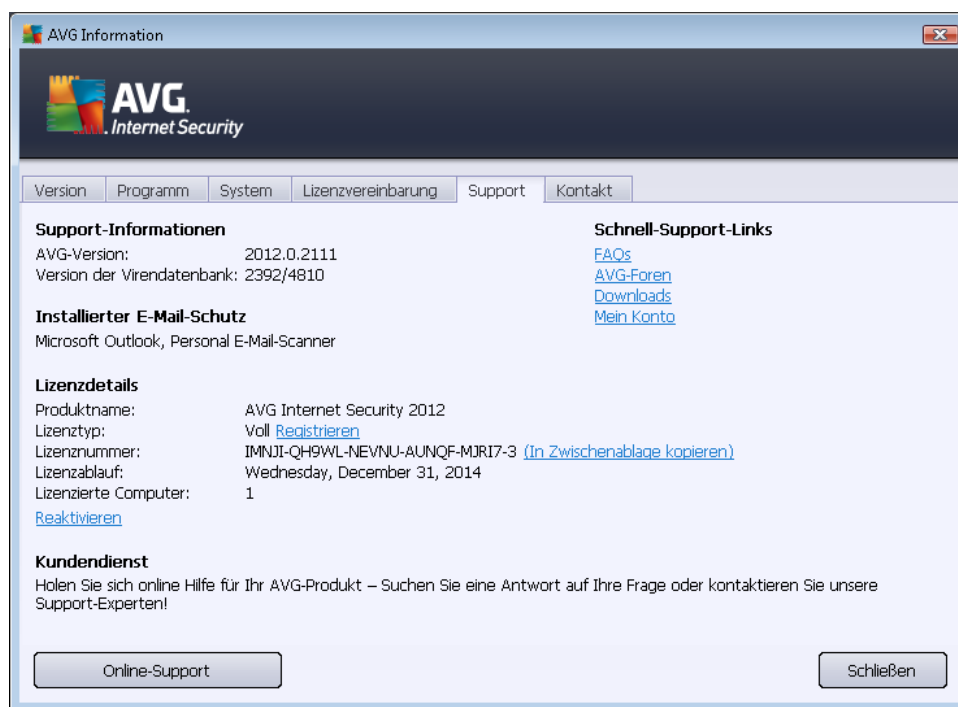 AVG Information
AVG.
Internet Security
Version Programm System Lizenzvereinbarung Support Kontakt
Support-Informationen
AVG-Version: 2012.0.2111
Version der Virendatenbank: 2392/4810
Schnell-Support-Links
FAQs
AVG-Foren
Downloads
Mein Konto
Installierter E-Mail-Schutz
Microsoft Outlook, Personal E-Mail-Scanner
Lizenzdetails
Produktname: AVG Internet Security 2012
Lizenztyp: Voll Registrieren
Lizenznummer: IMNJI-QH9WL-NEVNU-AUNQF-MJRI7-3 (In Zwischenablage kopieren)
Lizenzablauf: Wednesday, December 31, 2014
Lizenzierte Computer: 1
Reaktivieren
Kundendienst
Holen Sie sich online Hilfe für Ihr AVG-Produkt – Suchen Sie eine Antwort auf Ihre Frage oder kontaktieren Sie unsere
Support-Experten!
Online-Support Schließen